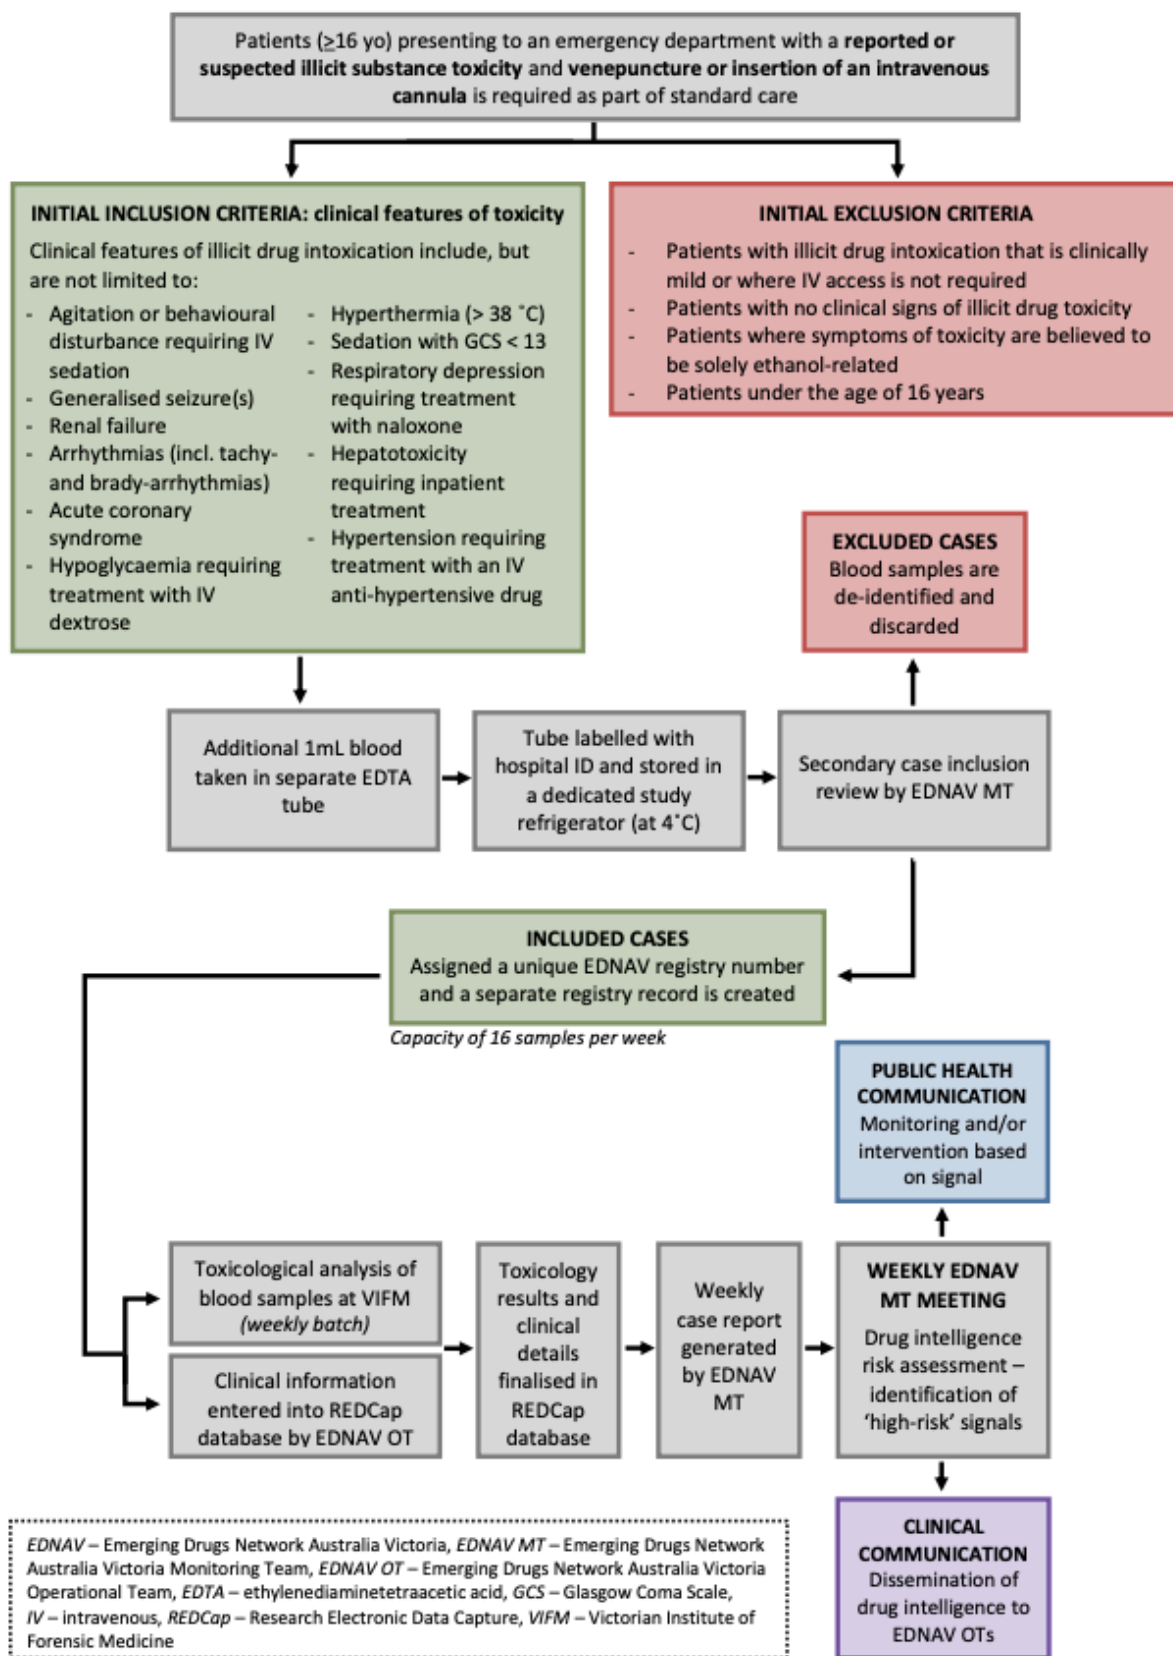 Patients (≥16 yo) presenting to an emergency department with a reported or
suspected illicit substance toxicity and venepuncture or insertion of an intravenous
cannula is required as part of standard care
INITIAL INCLUSION CRITERIA: clinical features of toxicity
Clinical features of illicit drug intoxication include, but
are not limited to:
- Agitation or behavioural
disturbance requiring IV
sedation
- Generalised seizure(s)
- Renal failure
- Arrhythmias (incl. tachy-
and brady-arrhythmias)
- Acute coronary
syndrome
- Hypoglycaemia requiring
treatment with IV
dextrose
- Hyperthermia (> 38 ˚C)
- Sedation with GCS < 13
- Respiratory depression
requiring treatment
with naloxone
- Hepatotoxicity
requiring inpatient
treatment
- Hypertension requiring
treatment with an IV
anti-hypertensive drug
INITIAL EXCLUSION CRITERIA
- Patients with illicit drug intoxication that is clinically
mild or where IV access is not required
- Patients with no clinical signs of illicit drug toxicity
- Patients where symptoms of toxicity are believed to
be solely ethanol-related
- Patients under the age of 16 years
EXCLUDED CASES
Blood samples are
de-identified and
discarded
Additional 1mL blood
taken in separate EDTA
tube
Tube labelled with
hospital ID and stored in
a dedicated study
refrigerator (at 4˚C)
Secondary case inclusion
review by EDNAV MT
INCLUDED CASES
Assigned a unique EDNAV registry number
and a separate registry record is created
Capacity of 16 samples per week
PUBLIC HEALTH
COMMUNICATION
Monitoring and/or
intervention based
on signal
Toxicological analysis of
blood samples at VIFM
(weekly batch)
Clinical information
entered into REDCap
database by EDNAV OT
Toxicology
results and
clinical
details
finalised in
REDCap
database
Weekly
case report
generated
by EDNAV
MT
WEEKLY EDNAV
MT MEETING
Drug intelligence
risk assessment –
identification of
‘high-risk’ signals
CLINICAL
COMMUNICATION
Dissemination of
drug intelligence to
EDNAV OTs
EDNAV – Emerging Drugs Network Australia Victoria, EDNAV MT – Emerging Drugs Network
Australia Victoria Monitoring Team, EDNAV OT – Emerging Drugs Network Australia Victoria
Operational Team, EDTA – ethylenediaminetetraacetic acid, GCS – Glasgow Coma Scale,
IV – intravenous, REDCap – Research Electronic Data Capture, VIFM – Victorian Institute of
Forensic Medicine